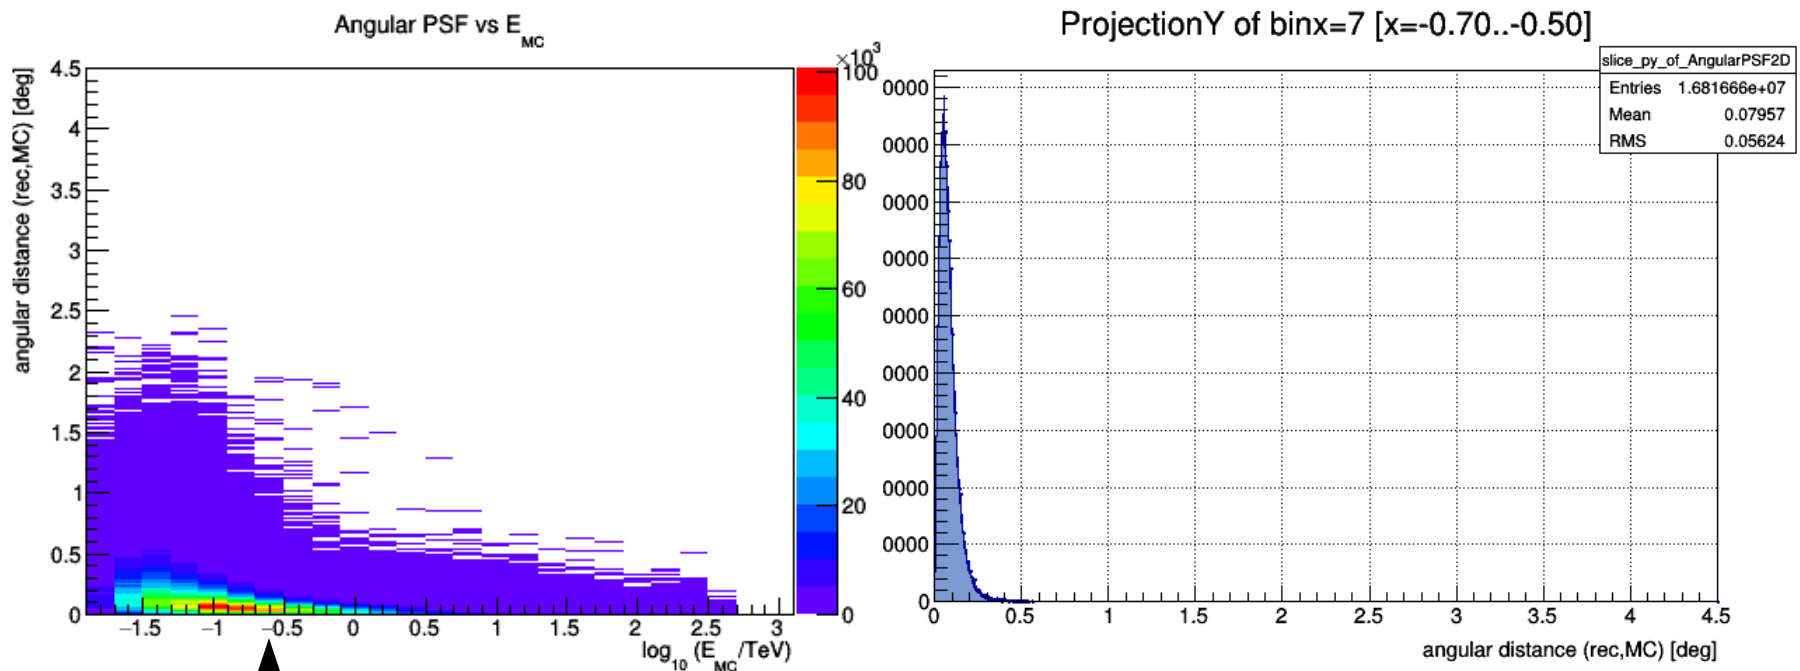 Angular PSF vs E_MC
angular distance (rec,MC) [deg]
4.5
4
3.5
3
2.5
2
1.5
1
0.5
0
−1.5 −1 −0.5 0 0.5 1 1.5 2 2.5 3
log_10 (E_MC/TeV)
×10^3
100
80
60
40
20
0
ProjectionY of binx=7 [x=-0.70..-0.50]
slice_py_of_AngularPSF2D
Entries 1.681666e+07
Mean 0.07957
RMS 0.05624
0000
0000
0000
0000
0000
0000
0000
0000
0000
0
0 0.5 1 1.5 2 2.5 3 3.5 4 4.5
angular distance (rec,MC) [deg]